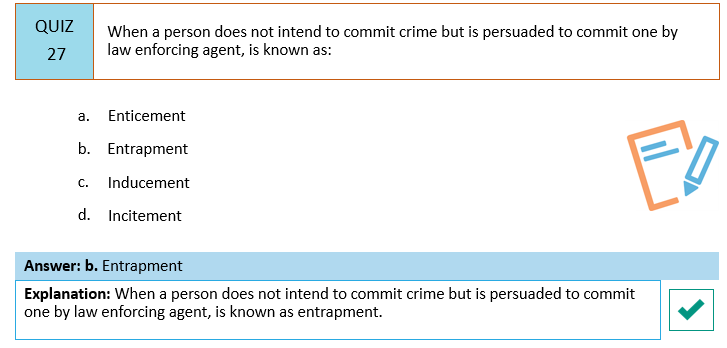 QUIZ
27
When a person does not intend to commit crime but is persuaded to commit one by
law enforcing agent, is known as:
a. Enticement
b. Entrapment
c. Inducement
d. Incitement
Answer: b. Entrapment
Explanation: When a person does not intend to commit crime but is persuaded to commit
one by law enforcing agent, is known as entrapment.